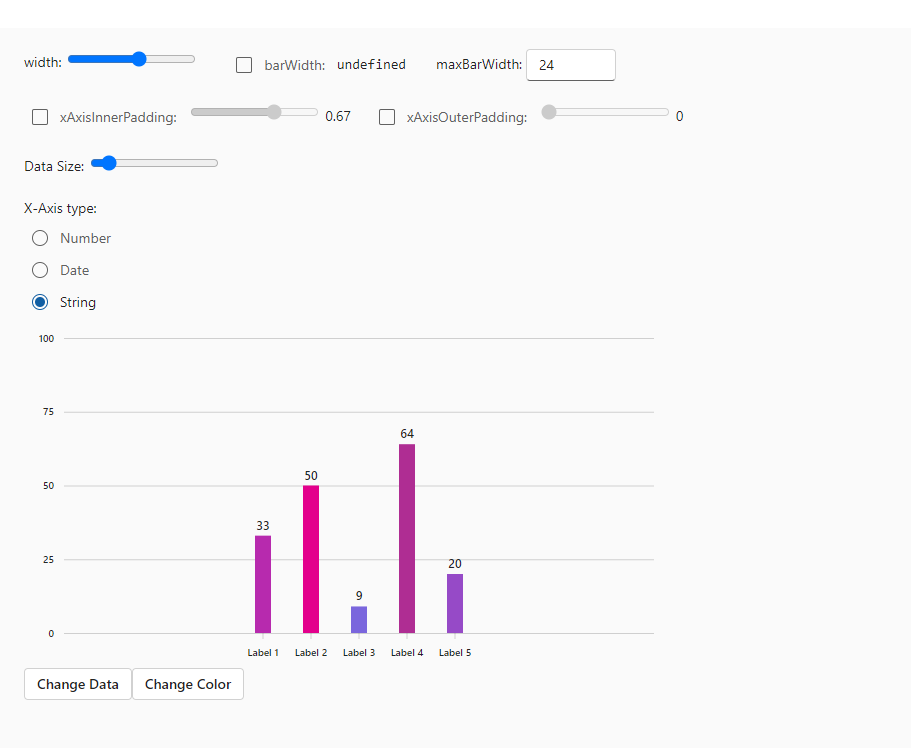 width: barWidth: undefined maxBarWidth: 24
xAxisInnerPadding: 0.67 xAxisOuterPadding: 0
Data Size:
X-Axis type:
Number
Date
String
100
75
64
50
50
33
25
20
9
0
Label 1 Label 2 Label 3 Label 4 Label 5
Change Data Change Color